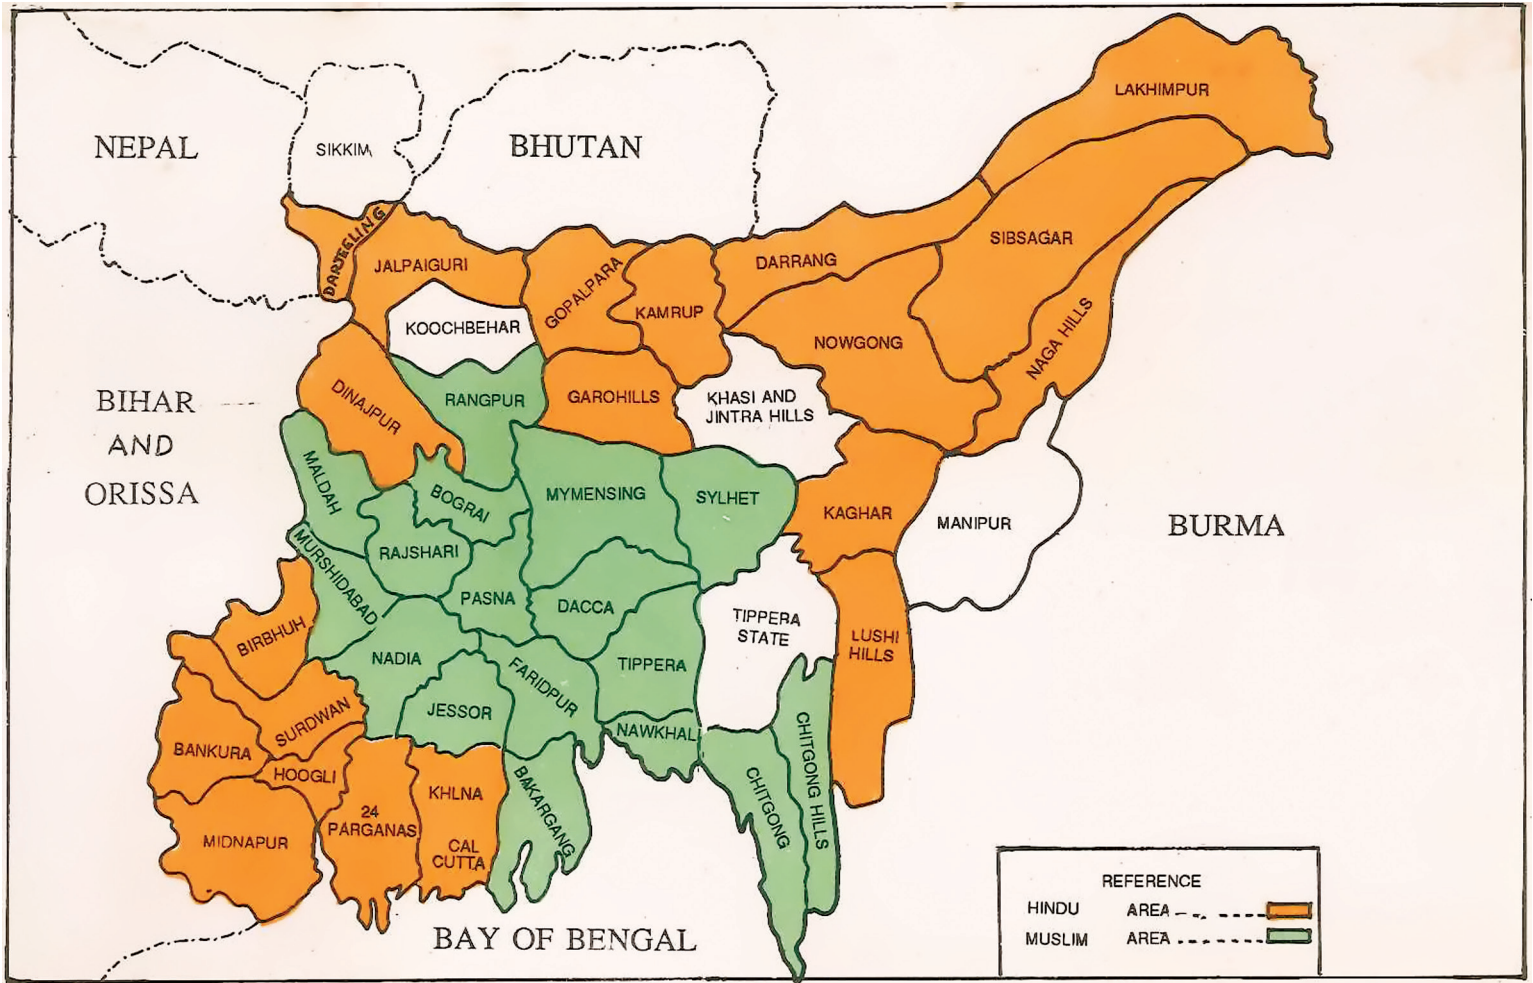 LAKHIMPUR
NEPAL
SIKKIM
BHUTAN
DARJEELING
JALPAIGURI
GOPALPARA
KAMRUP
DARRANG
SIBSAGAR
KOOCHBEHAR
NOWGONG
NAGA HILLS
BIHAR
AND
ORISSA
DINAJPUR
RANGPUR
GAROHILLS
KHASI AND
JINTRA HILLS
MALDAH
BOGRAI
MYMENSING
SYLHET
KAGHAR
MANIPUR
BURMA
MURSHIDABAD
RAJSHARI
PASNA
DACCA
TIPPERA
STATE
LUSHI
HILLS
BIRBHUH
NADIA
FARIDPUR
TIPPERA
SURDWAN
JESSOR
NAWKHALI
BANKURA
HOOGLI
CHITGONG HILLS
CHITGONG
MIDNAPUR
24
PARGANAS
KHLNA
CAL
CUTTA
BAKARGANG
BAY OF BENGAL
REFERENCE
HINDU AREA
MUSLIM AREA